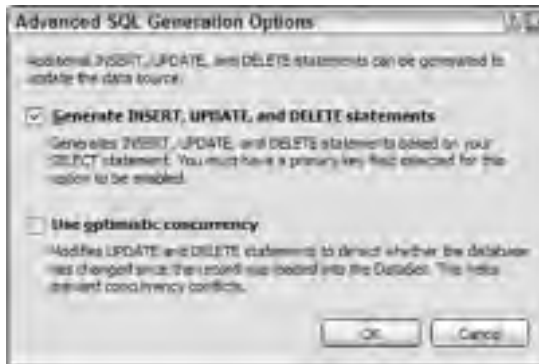 Advanced SQL Generation Options
Additional INSERT, UPDATE, and DELETE statements can be generated to
update the data source.
Generate INSERT, UPDATE, and DELETE statements
Generates INSERT, UPDATE, and DELETE statements based on your
SELECT statement. You must have a primary key field selected for this
option to be enabled.
Use optimistic concurrency
Modifies UPDATE and DELETE statements to detect whether the database
has changed since the record was loaded into the DataSet. This helps
prevent concurrency conflicts.
OK
Cancel